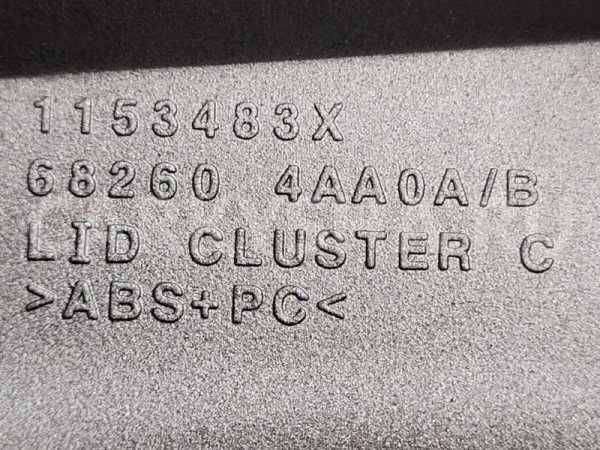 1153483X
68260 4AA0A/B
LID CLUSTER C
>ABS+PC<